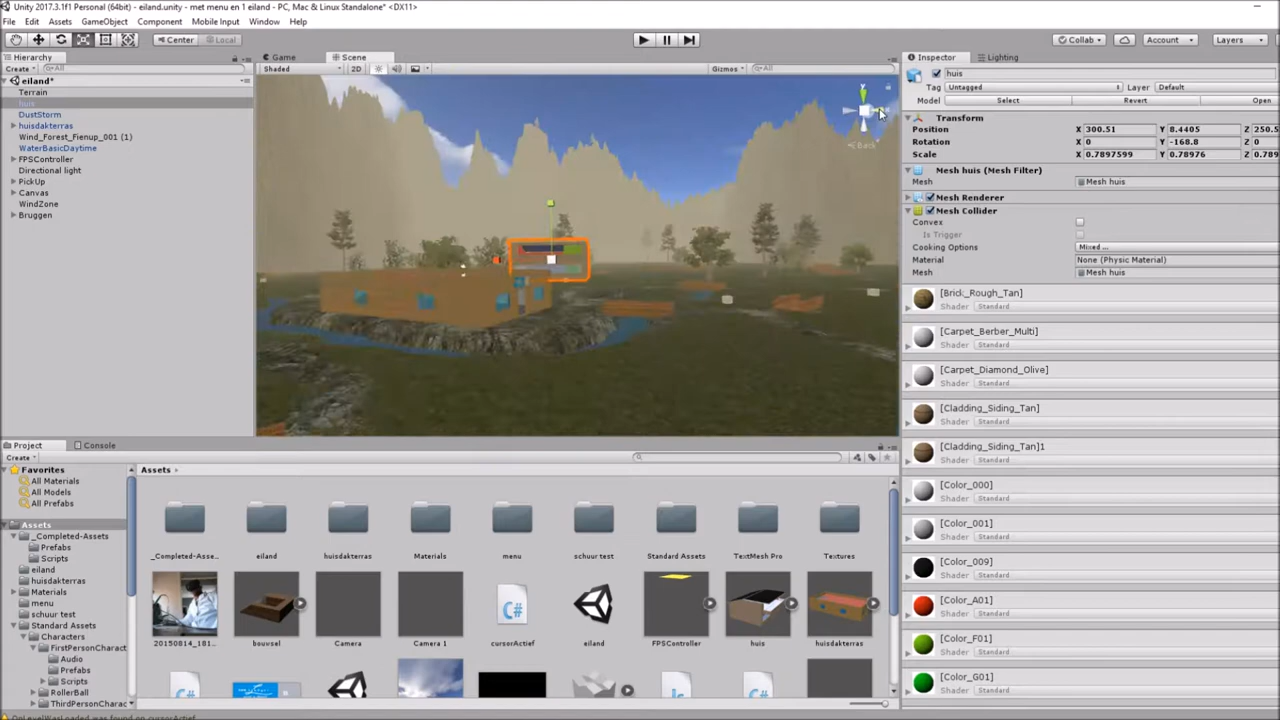 Unity 2017.3.1f1 Personal (64bit) - eiland.unity - met menu en 1 eiland - PC, Mac & Linux Standalone* <DX11>
File Edit Assets GameObject Component Mobile Input Window Help
Center Local Collab Account Layers
Hierarchy Game Scene Inspector Lighting
Create All Shaded 2D Gizmos All huis
eiland*
Tag Untagged Layer Default
Terrain
Model Select Revert Open
huis
DustStorm
Transform
huisdakterras
Position X 300.51 Y 8.4405 Z 250.5
Wind_Forest_Fienup_001 (1)
Rotation X 0 Y -168.8 Z
WaterBasicDaytime
Back
Scale X 0.7897599 Y 0.78976 Z 0.789
FPSController
Directional light
Mesh huis (Mesh Filter)
PickUp
Mesh Mesh huis
Canvas
Mesh Renderer
WindZone
Mesh Collider
Bruggen
Convex
Is Trigger
Cooking Options Mixed ...
Material None (Physic Material)
Mesh Mesh huis
[Brick_Rough_Tan]
Shader Standard
[Carpet_Berber_Multi]
Shader Standard
[Carpet_Diamond_Olive]
Shader Standard
[Cladding_Siding_Tan]
Shader Standard
[Cladding_Siding_Tan]1
Shader Standard
[Color_000]
Shader Standard
[Color_001]
Shader Standard
[Color_009]
Shader Standard
[Color_A01]
Shader Standard
[Color_F01]
Shader Standard
[Color_G01]
Shader Standard
Project Console
Create
Favorites
All Materials
All Models
All Prefabs
Assets
_Completed-Assets
Prefabs
Scripts
eiland
huisdakterras
Materials
menu
schuur test
Standard Assets
Characters
FirstPersonCharact
Audio
Prefabs
Scripts
RollerBall
ThirdPersonCharac
Assets
_Completed-Asse... eiland huisdakterras Materials menu schuur test Standard Assets TextMesh Pro Textures
20150814_181... bouwsel Camera Camera 1 cursorActief eiland FPSController huis huisdakterras
OnLevelWasLoaded was found on cursorActief